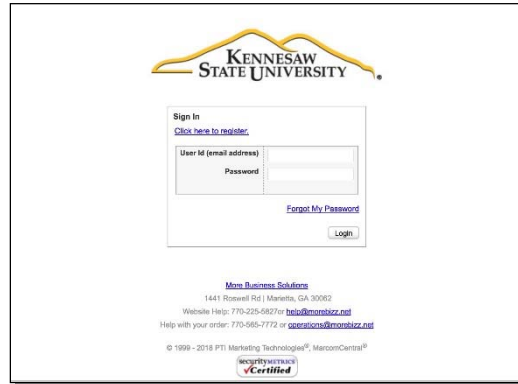 KENNESAW
STATE UNIVERSITY
Sign In
Click here to register.
User Id (email address)
Password
Forgot My Password
Login
More Business Solutions
1441 Roswell Rd | Marietta, GA 30062
Website Help: 770-225-5827or help@morebizz.net
Help with your order: 770-565-7772 or operations@morebizz.net
© 1999 - 2018 PTI Marketing Technologies®, MarcomCentral®
securityMETRICS
Certified